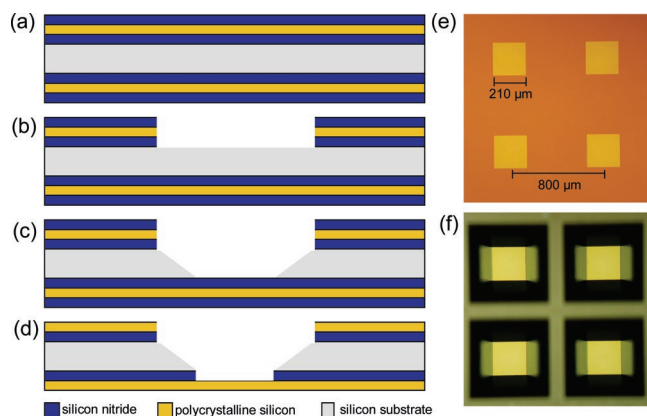 (a)
(b)
(c)
(d)
silicon nitride polycrystalline silicon silicon substrate
(e)
210 µm
800 µm
(f)